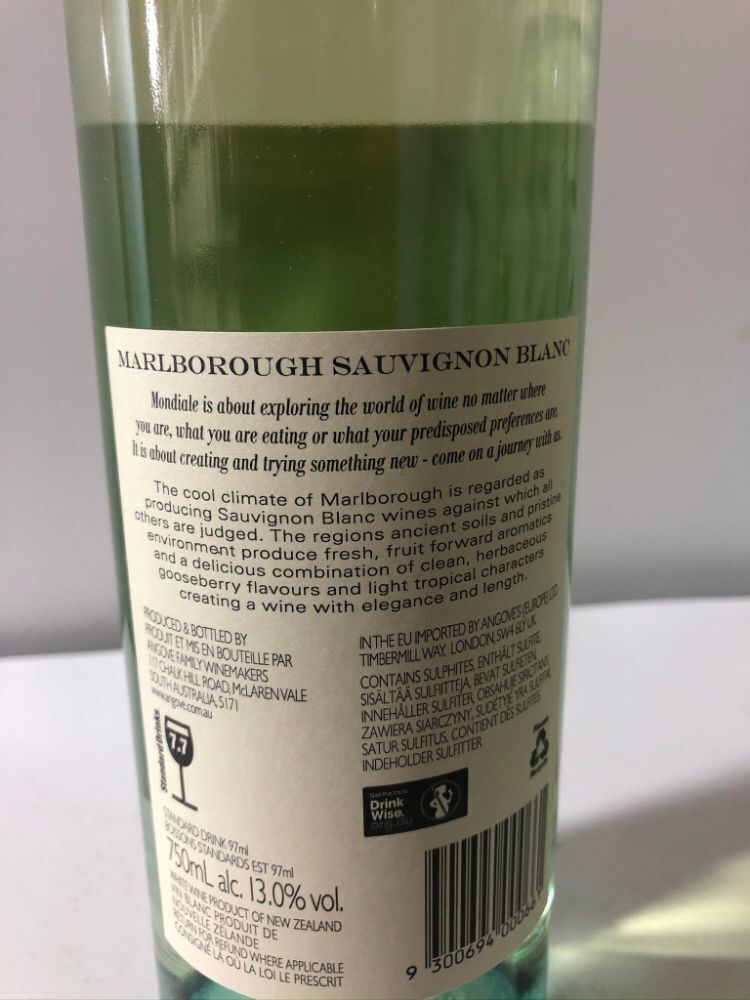 MARLBOROUGH SAUVIGNON BLANC
Mondiale is about exploring the world of wine no matter where
you are, what you are eating or what your predisposed preferences are.
It is about creating and trying something new - come on a journey with us.
The cool climate of Marlborough is regarded as
producing Sauvignon Blanc wines against which all
others are judged. The regions ancient soils and pristine
environment produce fresh, fruit forward aromatics
and a delicious combination of clean, herbaceous
gooseberry flavours and light tropical characters
creating a wine with elegance and length.
PRODUCED & BOTTLED BY
PRODUIT ET MIS EN BOUTEILLE PAR
ANGOVE FAMILY WINEMAKERS
117 CHALK HILL ROAD, McLAREN VALE
SOUTH AUSTRALIA, 5171
www.angove.com.au
Standard Drinks
7.7
STANDARD DRINK 97ml
BOISSONS STANDARDS EST 97ml
750mL alc. 13.0% vol.
WHITE WINE PRODUCT OF NEW ZEALAND
VIN BLANC PRODUIT DE
NOUVELLE ZÉLANDE
RETURN FOR REFUND WHERE APPLICABLE
CONSIGNÉ LÀ OÙ LA LOI LE PRESCRIT
IN THE EU IMPORTED BY ANGOVE'S (EUROPE) LTD
TIMBERMILL WAY, LONDON, SW4 6LY UK
CONTAINS SULPHITES, ENTHÄLT SULFITE,
SISÄLTÄÄ SULFIITTEJA, BEVAT SULFIETEN,
INNEHÅLLER SULFITER, OBSAHUJE SIRICITANY,
ZAWIERA SIARCZYNY, SUDĖTYJE YRA SULFITAI,
SATUR SULFITUS, CONTIENT DES SULFITES
INDEHOLDER SULFITTER
Get the facts
Drink
Wise.
org.au
9 300694 000661